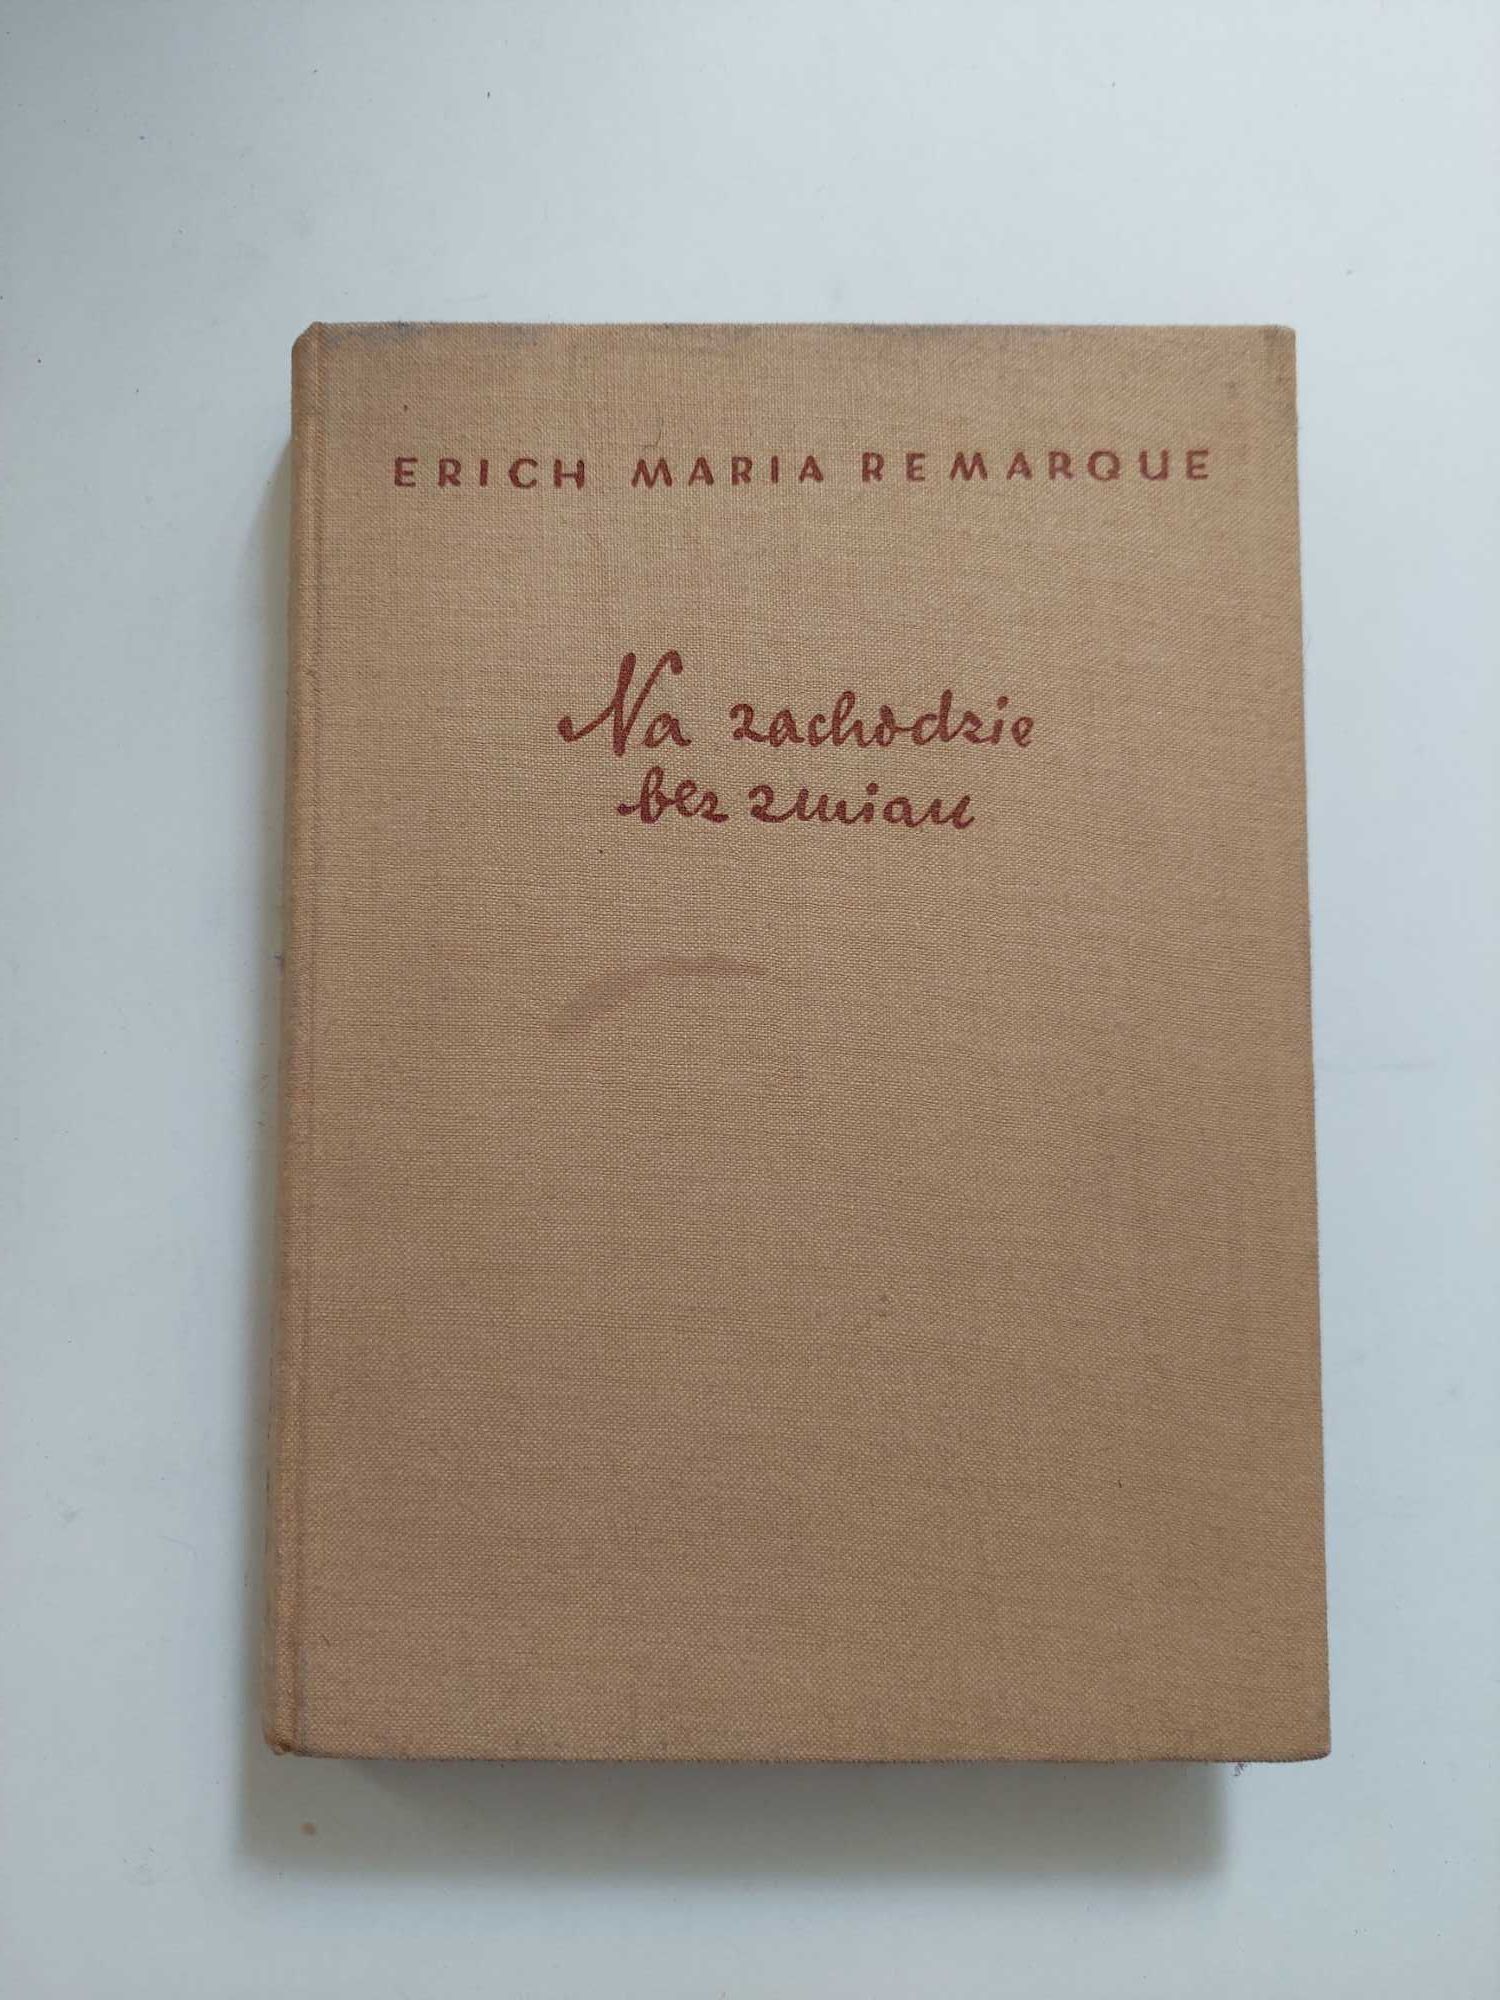 ERICH MARIA REMARQUE
Na zachodzie
bez zmian